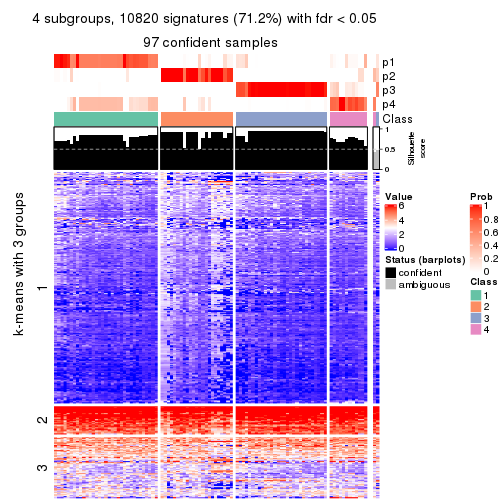 4 subgroups, 10820 signatures (71.2%) with fdr < 0.05
97 confident samples
p1
p2
p3
p4
Class
1
0.5
0
Silhouette
score
k-means with 3 groups
1
2
3
Value
6
4
2
0
Status (barplots)
confident
ambiguous
Prob
1
0.8
0.6
0.4
0.2
0
Class
1
2
3
4